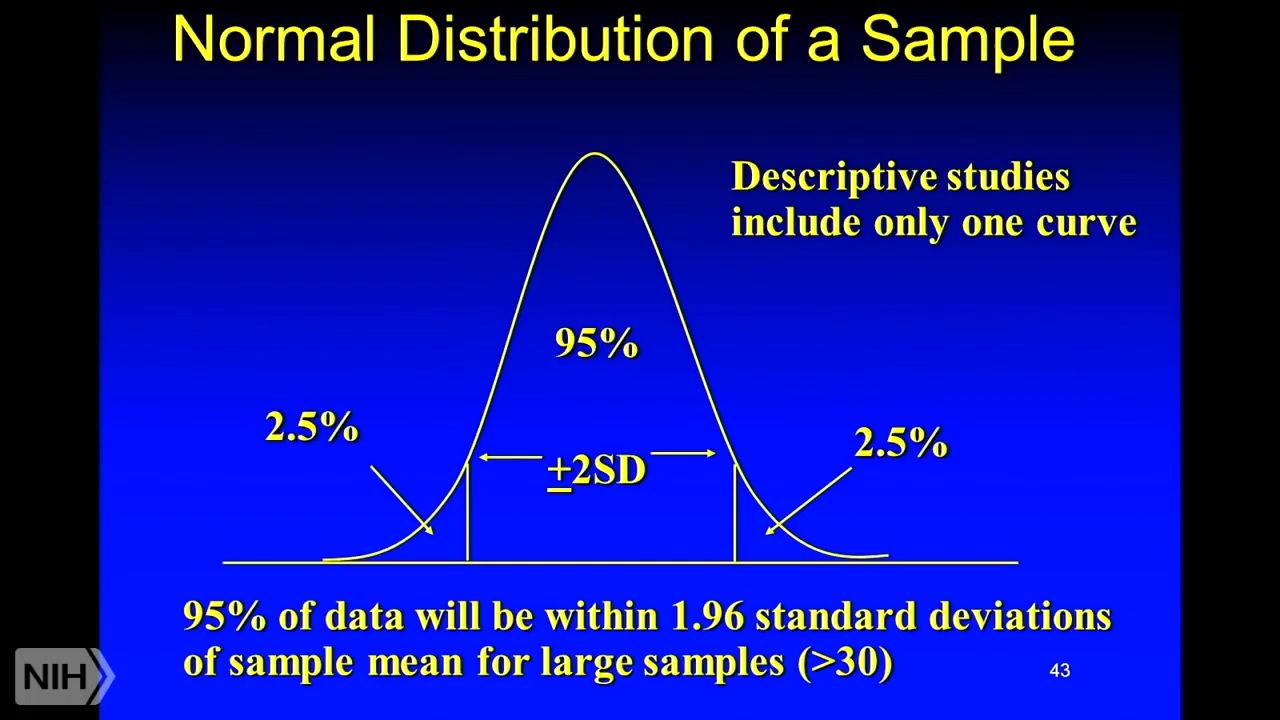 Normal Distribution of a Sample
Descriptive studies
include only one curve
95%
2.5%
2.5%
±2SD
95% of data will be within 1.96 standard deviations
of sample mean for large samples (>30)
43
NIH